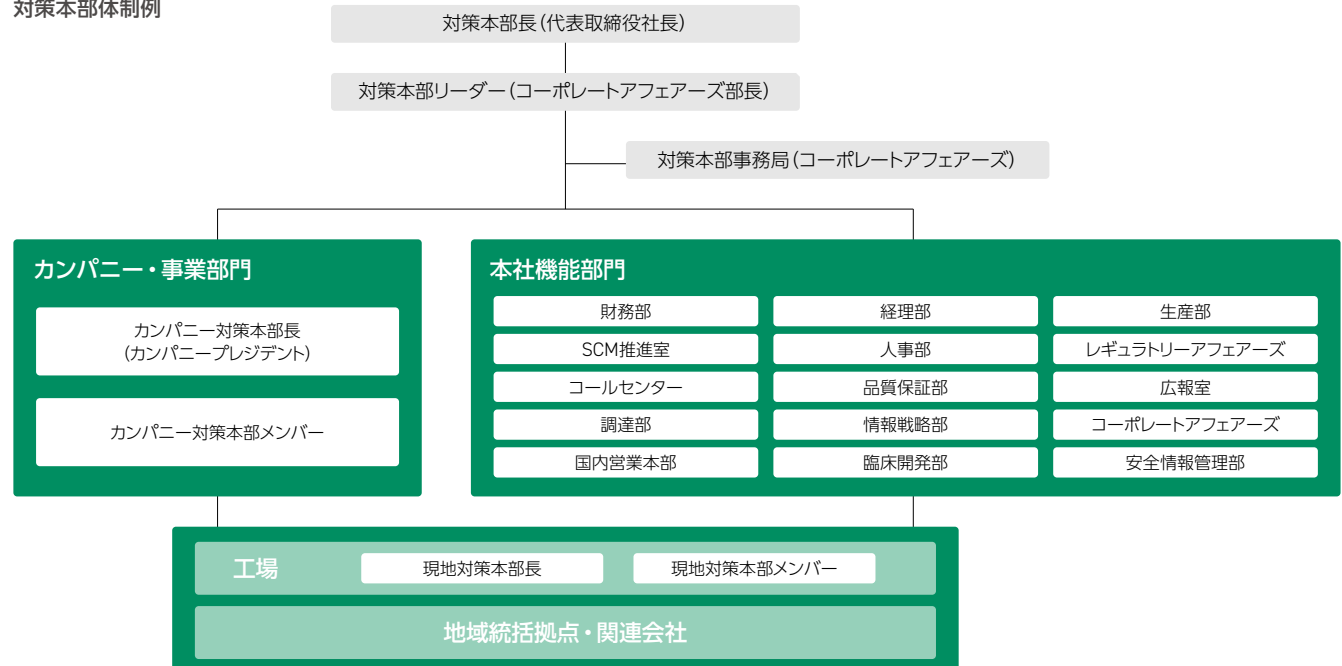 対策本部体制例
対策本部長(代表取締役社長)
対策本部リーダー(コーポレートアフェアーズ部長)
対策本部事務局(コーポレートアフェアーズ)
カンパニー・事業部門
カンパニー対策本部長
(カンパニープレジデント)
カンパニー対策本部メンバー
本社機能部門
財務部
経理部
生産部
SCM推進室
人事部
レギュラトリーアフェアーズ
コールセンター
品質保証部
広報室
調達部
情報戦略部
コーポレートアフェアーズ
国内営業本部
臨床開発部
安全情報管理部
工場
現地対策本部長
現地対策本部メンバー
地域統括拠点・関連会社